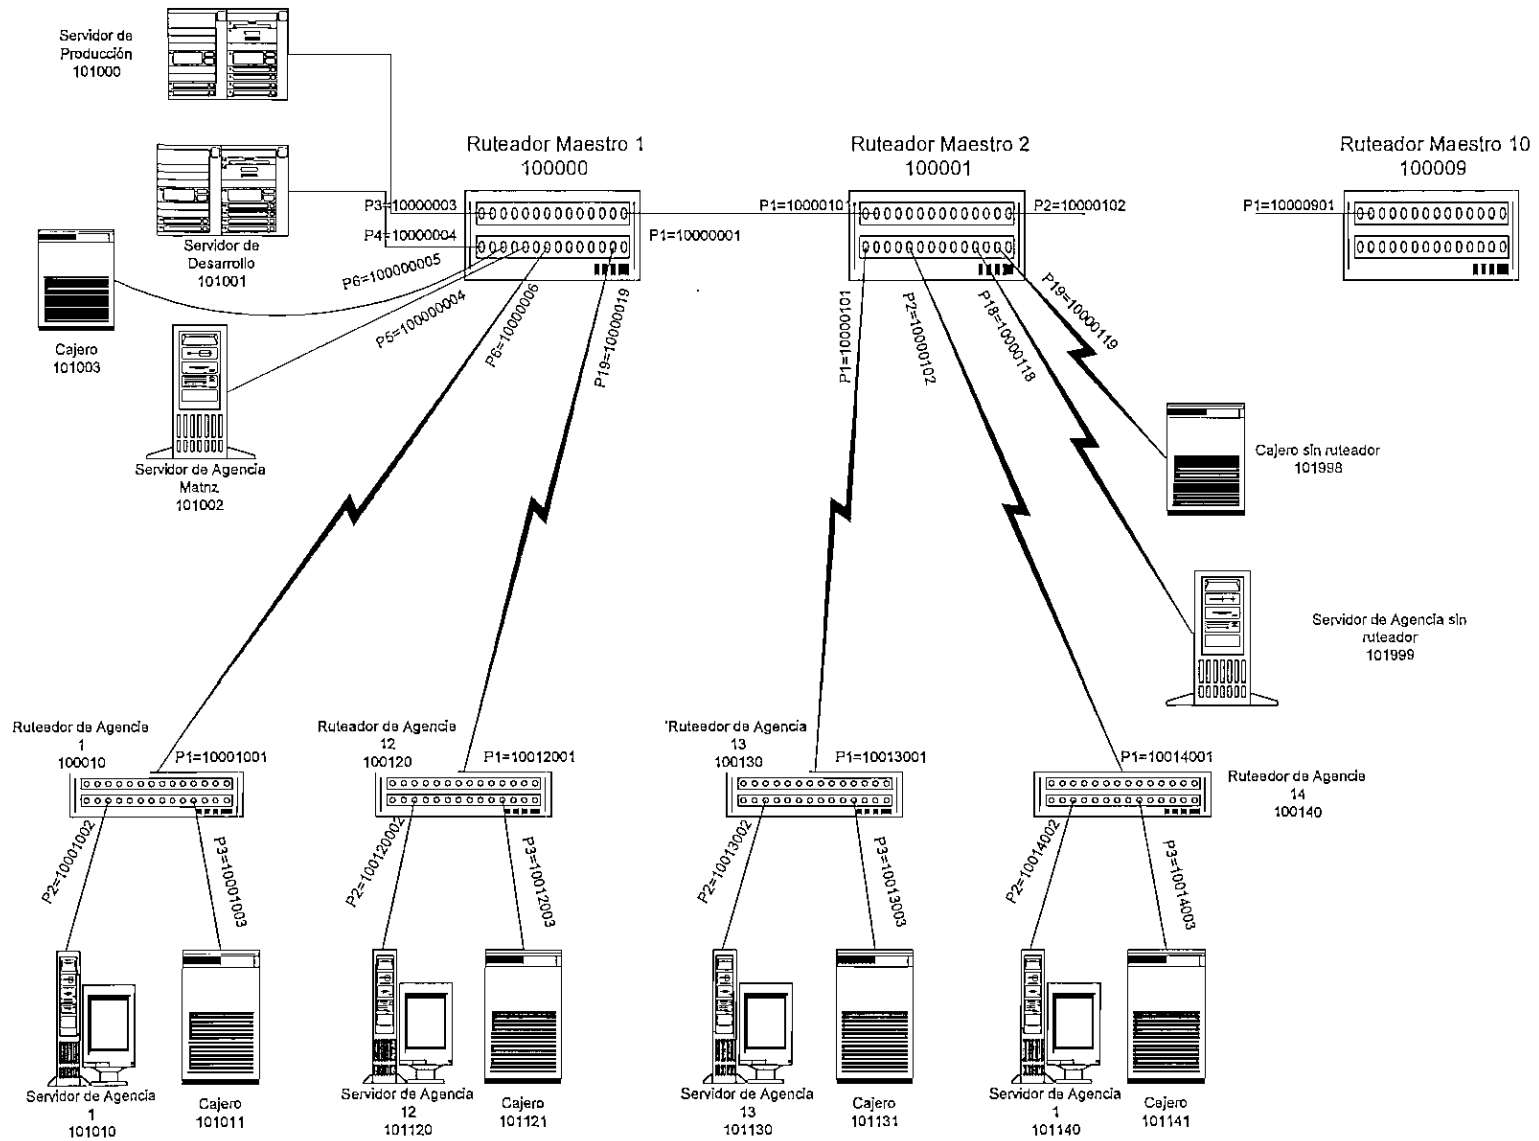 Servidor de
Producción
101000
Servidor de
Desarrollo
101001
Cajero
101003
Servidor de Agencia
Matriz
101002
Ruteador Maestro 1
100000
P3=10000003
P4=10000004
P6=100000005
P5=100000004
P6=10000006
P19=10000019
P1=10000001
Ruteador Maestro 2
100001
P1=10000101
P2=10000102
P1=10000101
P2=10000102
P18=10000118
P19=10000119
Ruteador Maestro 10
100009
P1=10000901
Cajero sin ruteador
101998
Servidor de Agencia sin
ruteador
101999
Ruteador de Agencia
1
100010
P1=10001001
P2=10001002
P3=10001003
Ruteador de Agencia
12
100120
P1=10012001
P2=100120002
P3=10012003
Ruteador de Agencia
13
100130
P1=10013001
P2=10013002
P3=10013003
P1=10014001
Ruteador de Agencia
14
100140
P2=10014002
P3=10014003
Servidor de Agencia
1
101010
Cajero
101011
Servidor de Agencia
12
101120
Cajero
101121
Servidor de Agencia
13
101130
Cajero
101131
Servidor de Agencia
1
101140
Cajero
101141